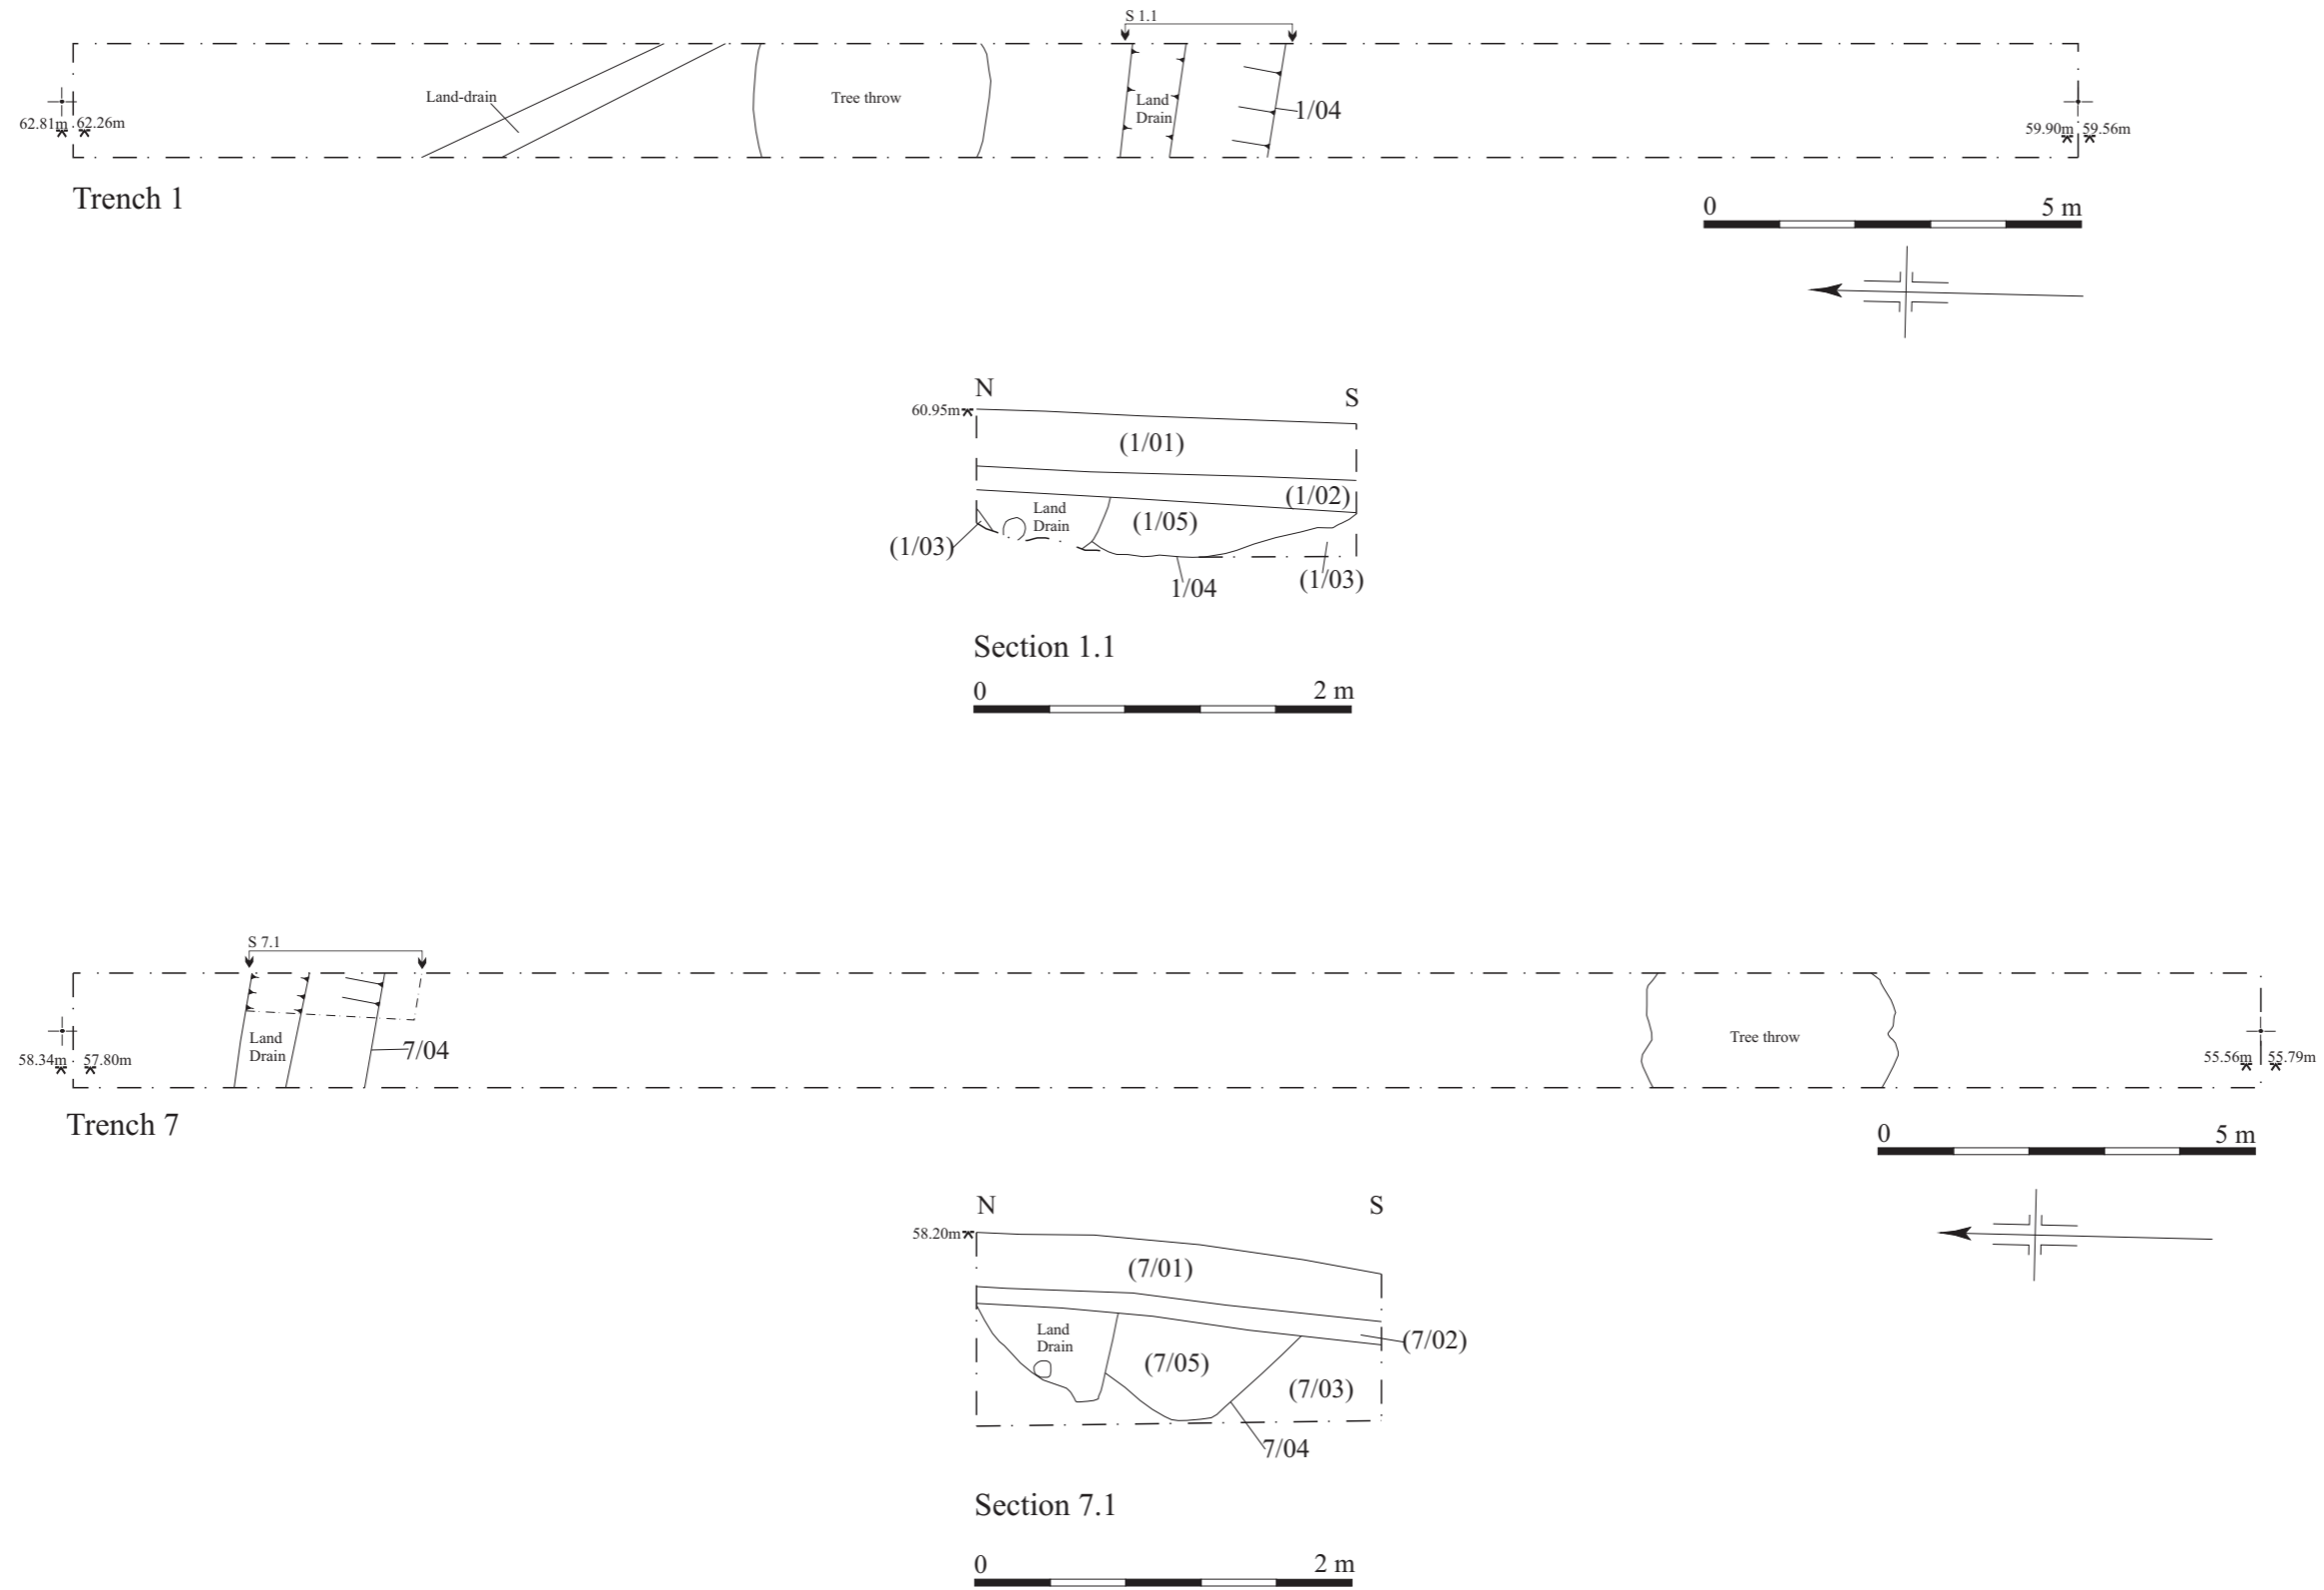 S 1.1
Land-drain
Tree throw
Land
Drain
1/04
62.81m
62.26m
59.90m
59.56m
Trench 1
0
5 m
N
S
60.95m
(1/01)
(1/02)
Land
Drain
(1/05)
(1/03)
(1/03)
1/04
Section 1.1
0
2 m
S 7.1
Land
Drain
7/04
Tree throw
58.34m
57.80m
55.56m
55.79m
Trench 7
0
5 m
N
S
58.20m
(7/01)
Land
Drain
(7/02)
(7/05)
(7/03)
7/04
Section 7.1
0
2 m